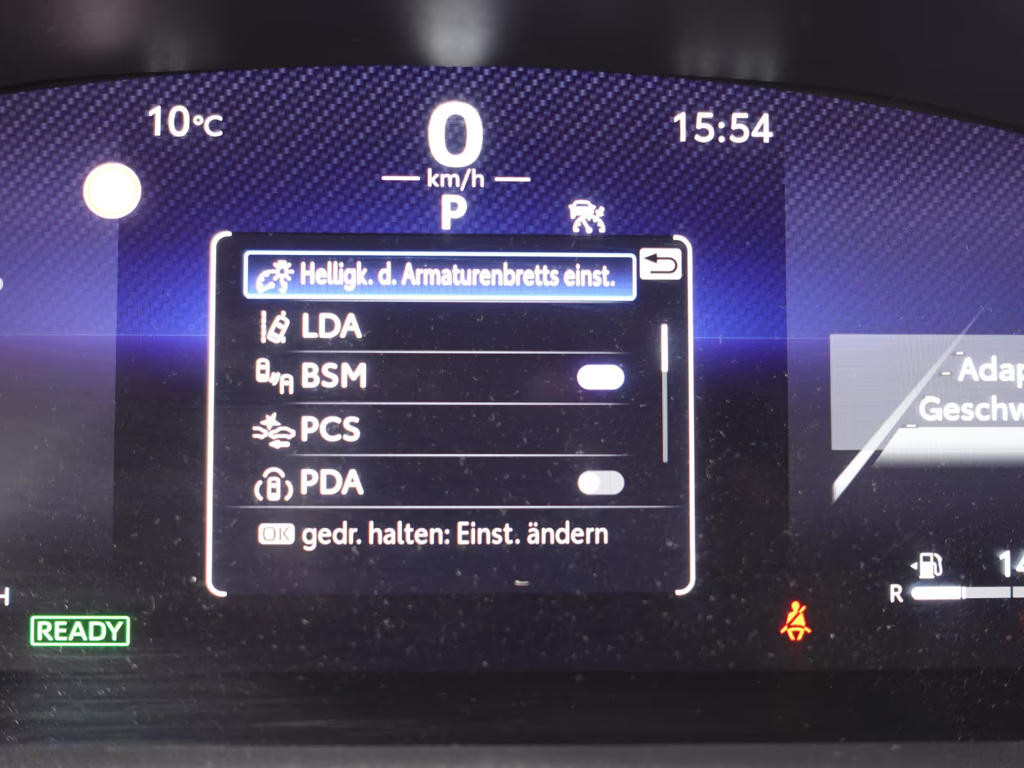 10°C
15:54
0
km/h
P
Helligk. d. Armaturenbretts einst.
LDA
BSM
PCS
PDA
OK gedr. halten: Einst. ändern
Adap
Geschw
14
R
H
READY